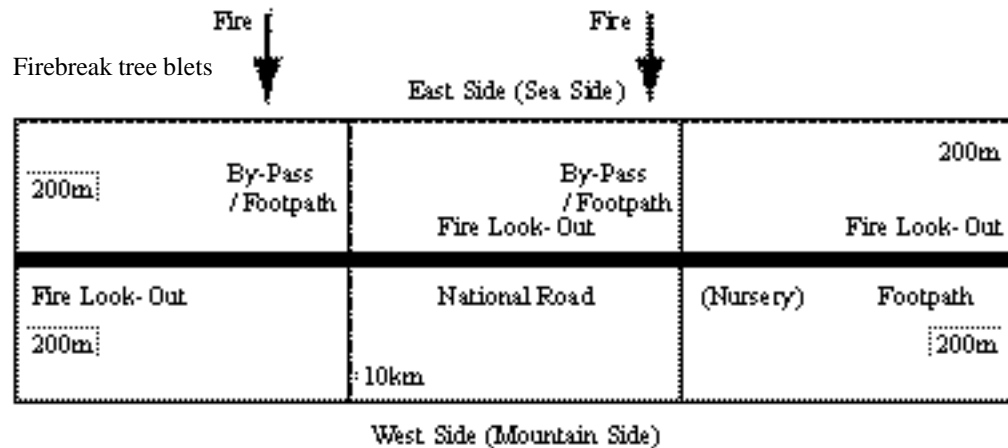 Fire Fire
Firebreak tree blets
East Side (Sea Side)
200m
200m By-Pass By-Pass
/ Footpath / Footpath
Fire Look-Out Fire Look-Out
Fire Look-Out National Road (Nursery) Footpath
200m 200m
10km
West Side (Mountain Side)